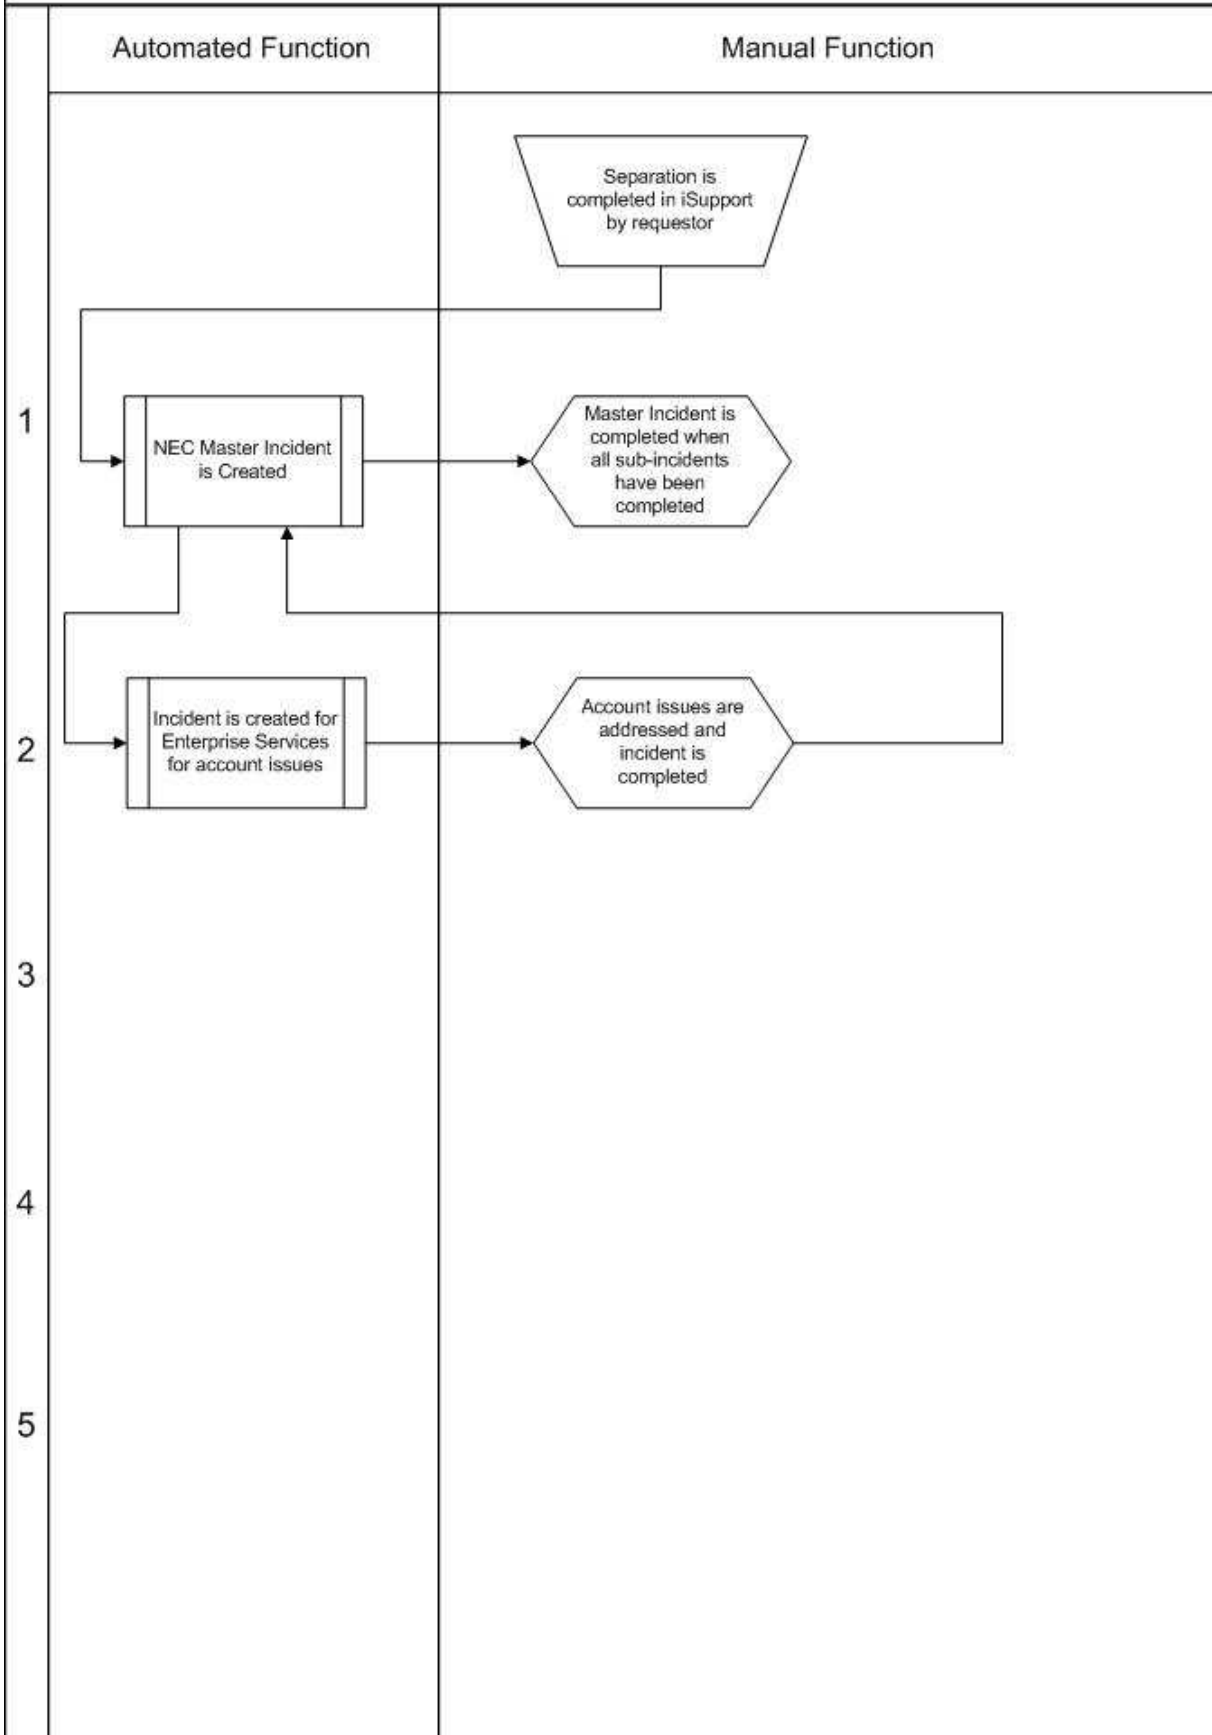 Automated Function
Manual Function
Separation is
completed in iSupport
by requestor
1
NEC Master Incident
is Created
Master Incident is
completed when
all sub-incidents
have been
completed
2
Incident is created for
Enterprise Services
for account issues
Account issues are
addressed and
incident is
completed
3
4
5